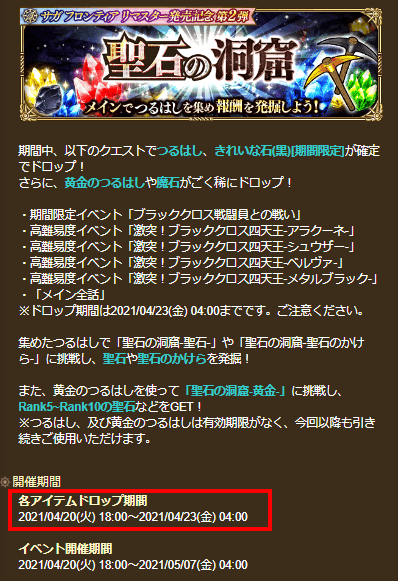 サガ フロンティア リマスター発売記念 第2弾
聖石の洞窟
メインでつるはしを集め報酬を発掘しよう!
期間中、以下のクエストでつるはし、きれいな石(黒)[期間限定]が確定
でドロップ！
さらに、黄金のつるはしや魔石がごく稀にドロップ！
・期間限定イベント「ブラッククロス戦闘員との戦い」
・高難易度イベント「激突！ブラッククロス四天王-アラクーネ-」
・高難易度イベント「激突！ブラッククロス四天王-シュウザー-」
・高難易度イベント「激突！ブラッククロス四天王-ベルヴァ-」
・高難易度イベント「激突！ブラッククロス四天王-メタルブラック-」
・「メイン全話」
※ドロップ期間は2021/04/23(金) 04:00までです。ご注意ください。
集めたつるはしで「聖石の洞窟-聖石-」や「聖石の洞窟-聖石のかけ
ら-」に挑戦し、聖石や聖石のかけらを発掘！
また、黄金のつるはしを使って「聖石の洞窟-黄金-」に挑戦し、
Rank5~Rank10の聖石などをGET！
※つるはし、及び黄金のつるはしは有効期限がなく、今回以降も引き
続きご使用いただけます。
開催期間
各アイテムドロップ期間
2021/04/20(火) 18:00～2021/04/23(金) 04:00
イベント開催期間
2021/04/20(火) 18:00～2021/05/07(金) 04:00